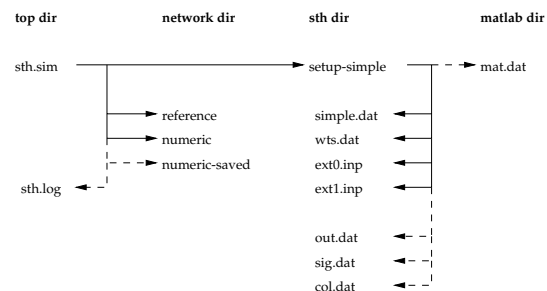 top dir network dir sth dir matlab dir
sth.sim setup-simple mat.dat
reference simple.dat
numeric wts.dat
numeric-saved ext0.inp
sth.log ext1.inp
out.dat
sig.dat
col.dat